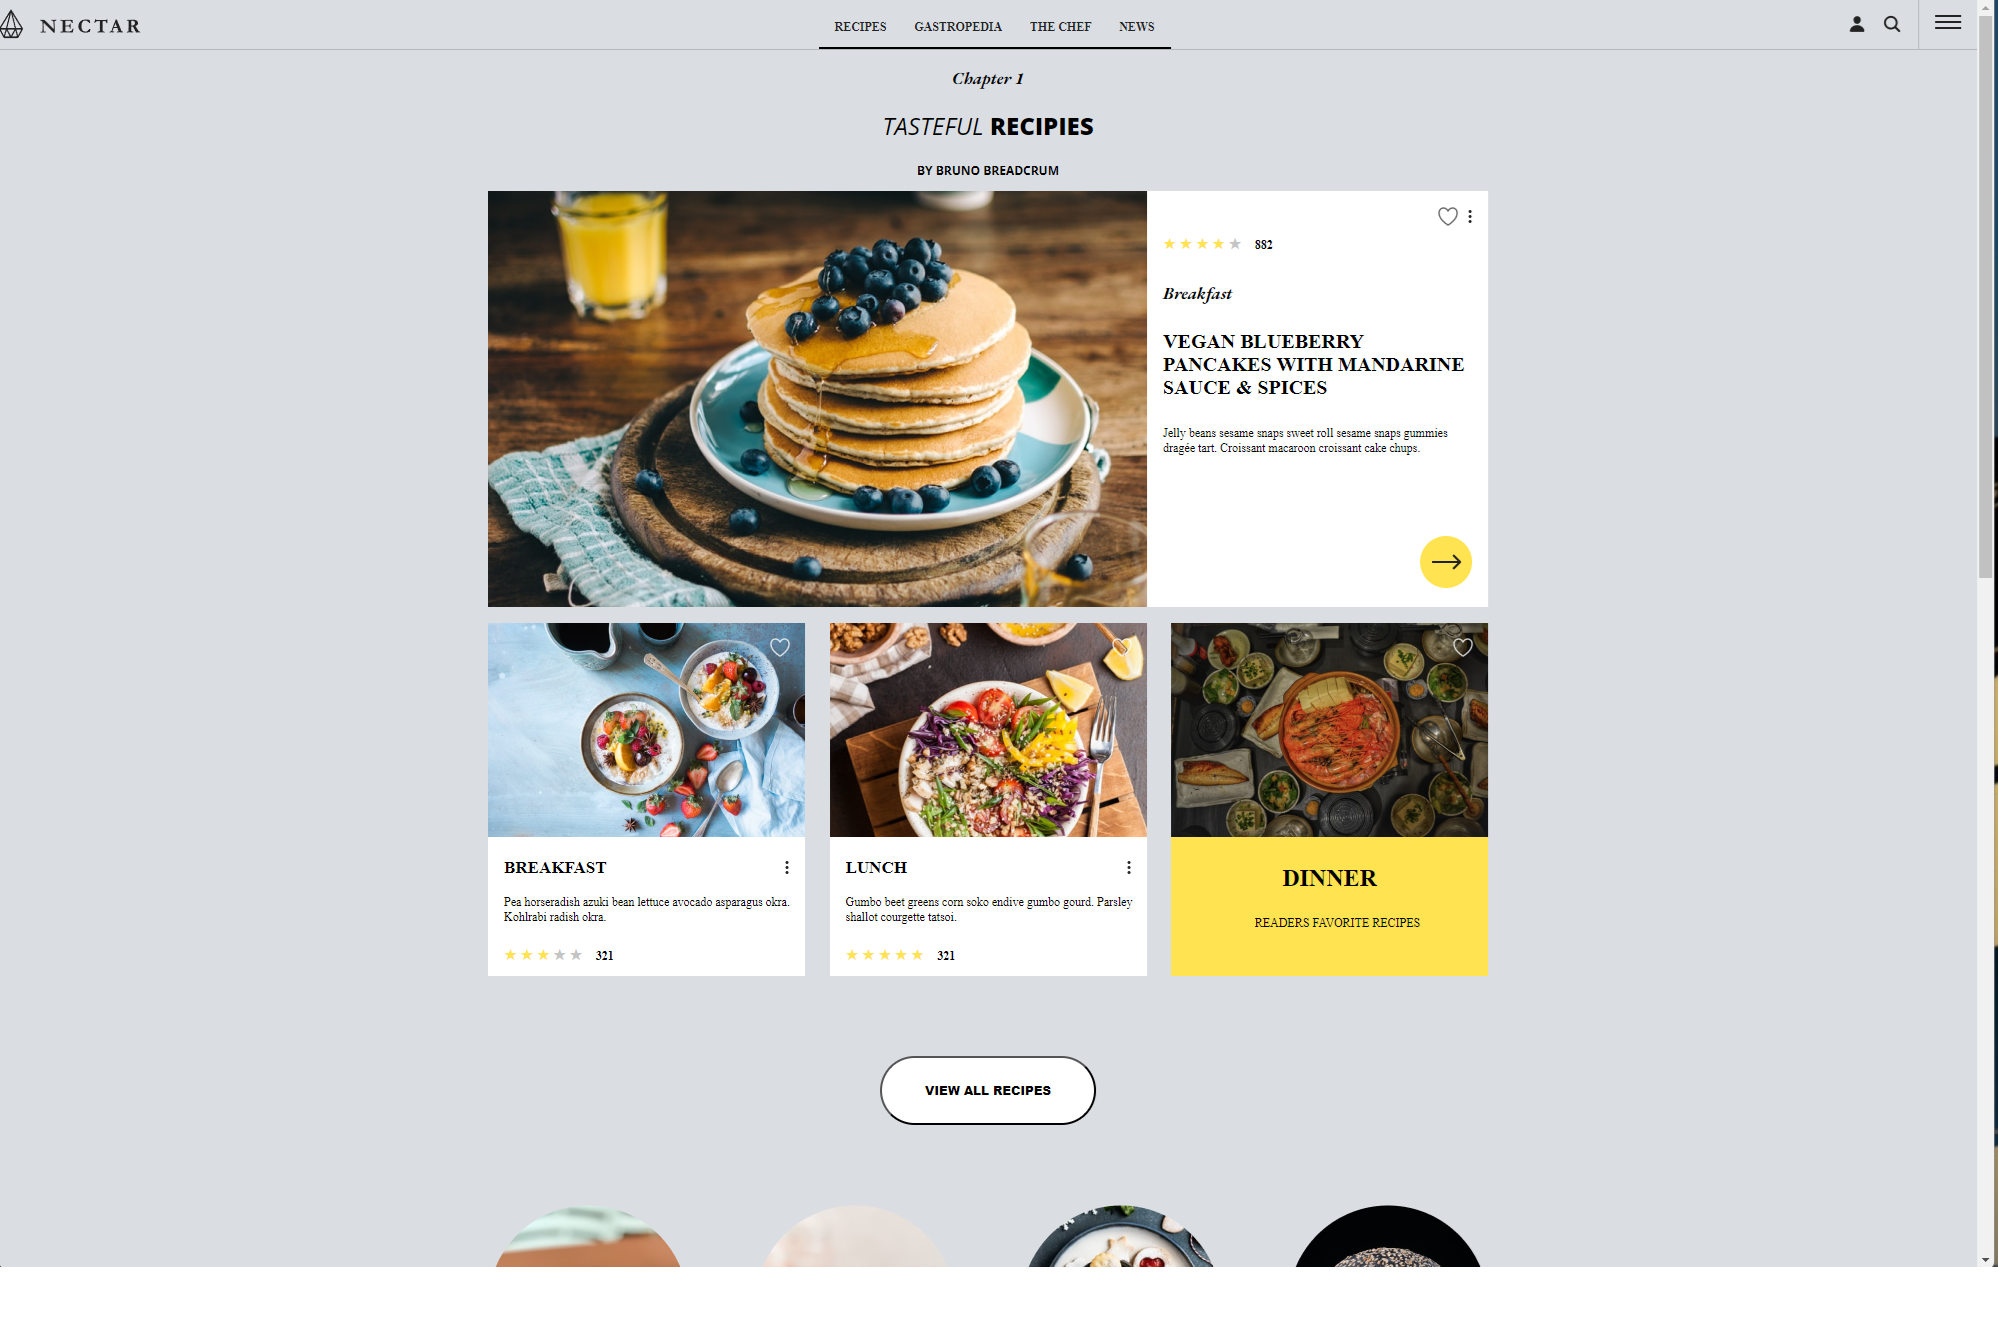 NECTAR
RECIPES GASTROPEDIA THE CHEF NEWS
Chapter 1
TASTEFUL RECIPIES
BY BRUNO BREADCRUM
882
Breakfast
VEGAN BLUEBERRY
PANCAKES WITH MANDARINE
SAUCE & SPICES
Jelly beans sesame snaps sweet roll sesame snaps gummies
dragée tart. Croissant macaroon croissant cake chups.
BREAKFAST
Pea horseradish azuki bean lettuce avocado asparagus okra.
Kohlrabi radish okra.
321
LUNCH
Gumbo beet greens corn soko endive gumbo gourd. Parsley
shallot courgette tatsoi.
321
DINNER
READERS FAVORITE RECIPES
VIEW ALL RECIPES